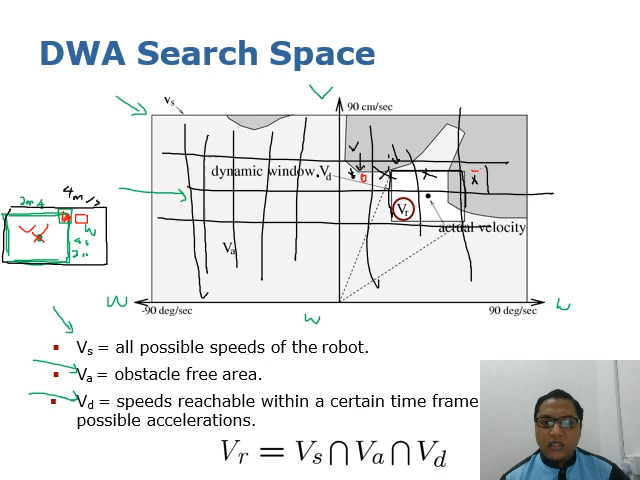 DWA Search Space
V
Vs
90 cm/sec
dynamic window, Vd
4 m/s
Vr
actual velocity
Va
w
w
w
-90 deg/sec
90 deg/sec
▪ Vs = all possible speeds of the robot.
▪ Va = obstacle free area.
▪ Vd = speeds reachable within a certain time frame
possible accelerations.
Vr = Vs ∩ Va ∩ Vd